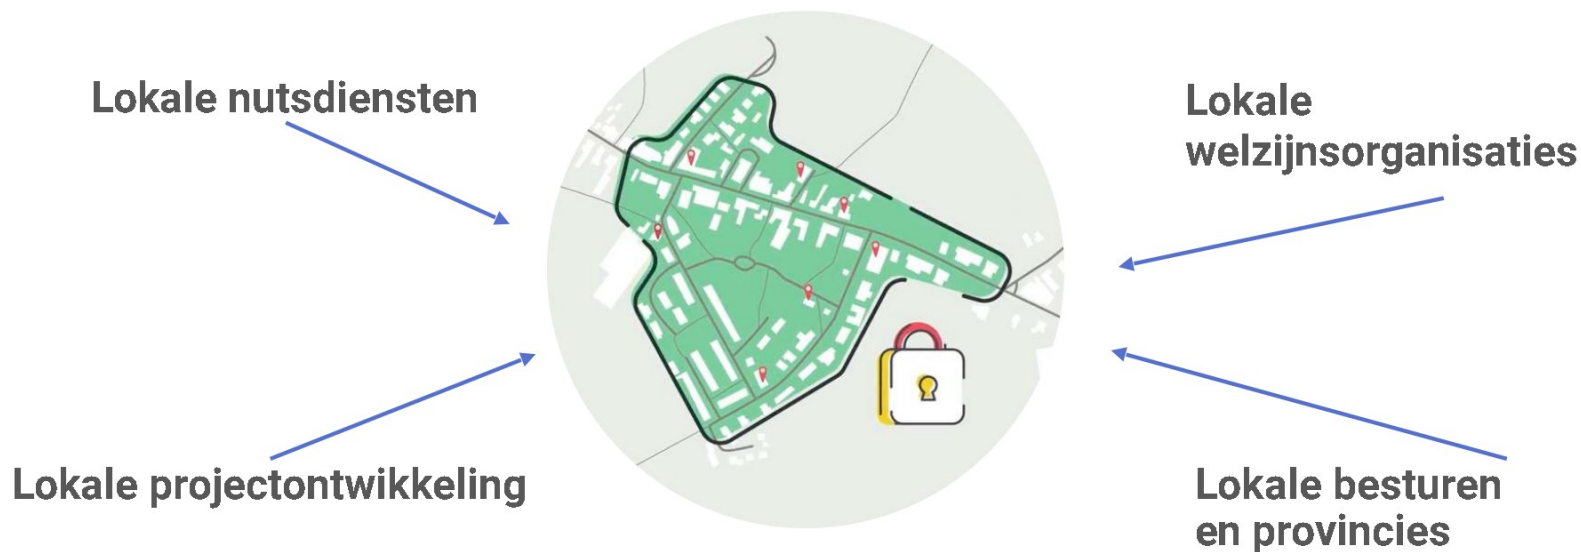 Lokale nutsdiensten
Lokale
welzijnsorganisaties
Lokale projectontwikkeling
Lokale besturen
en provincies